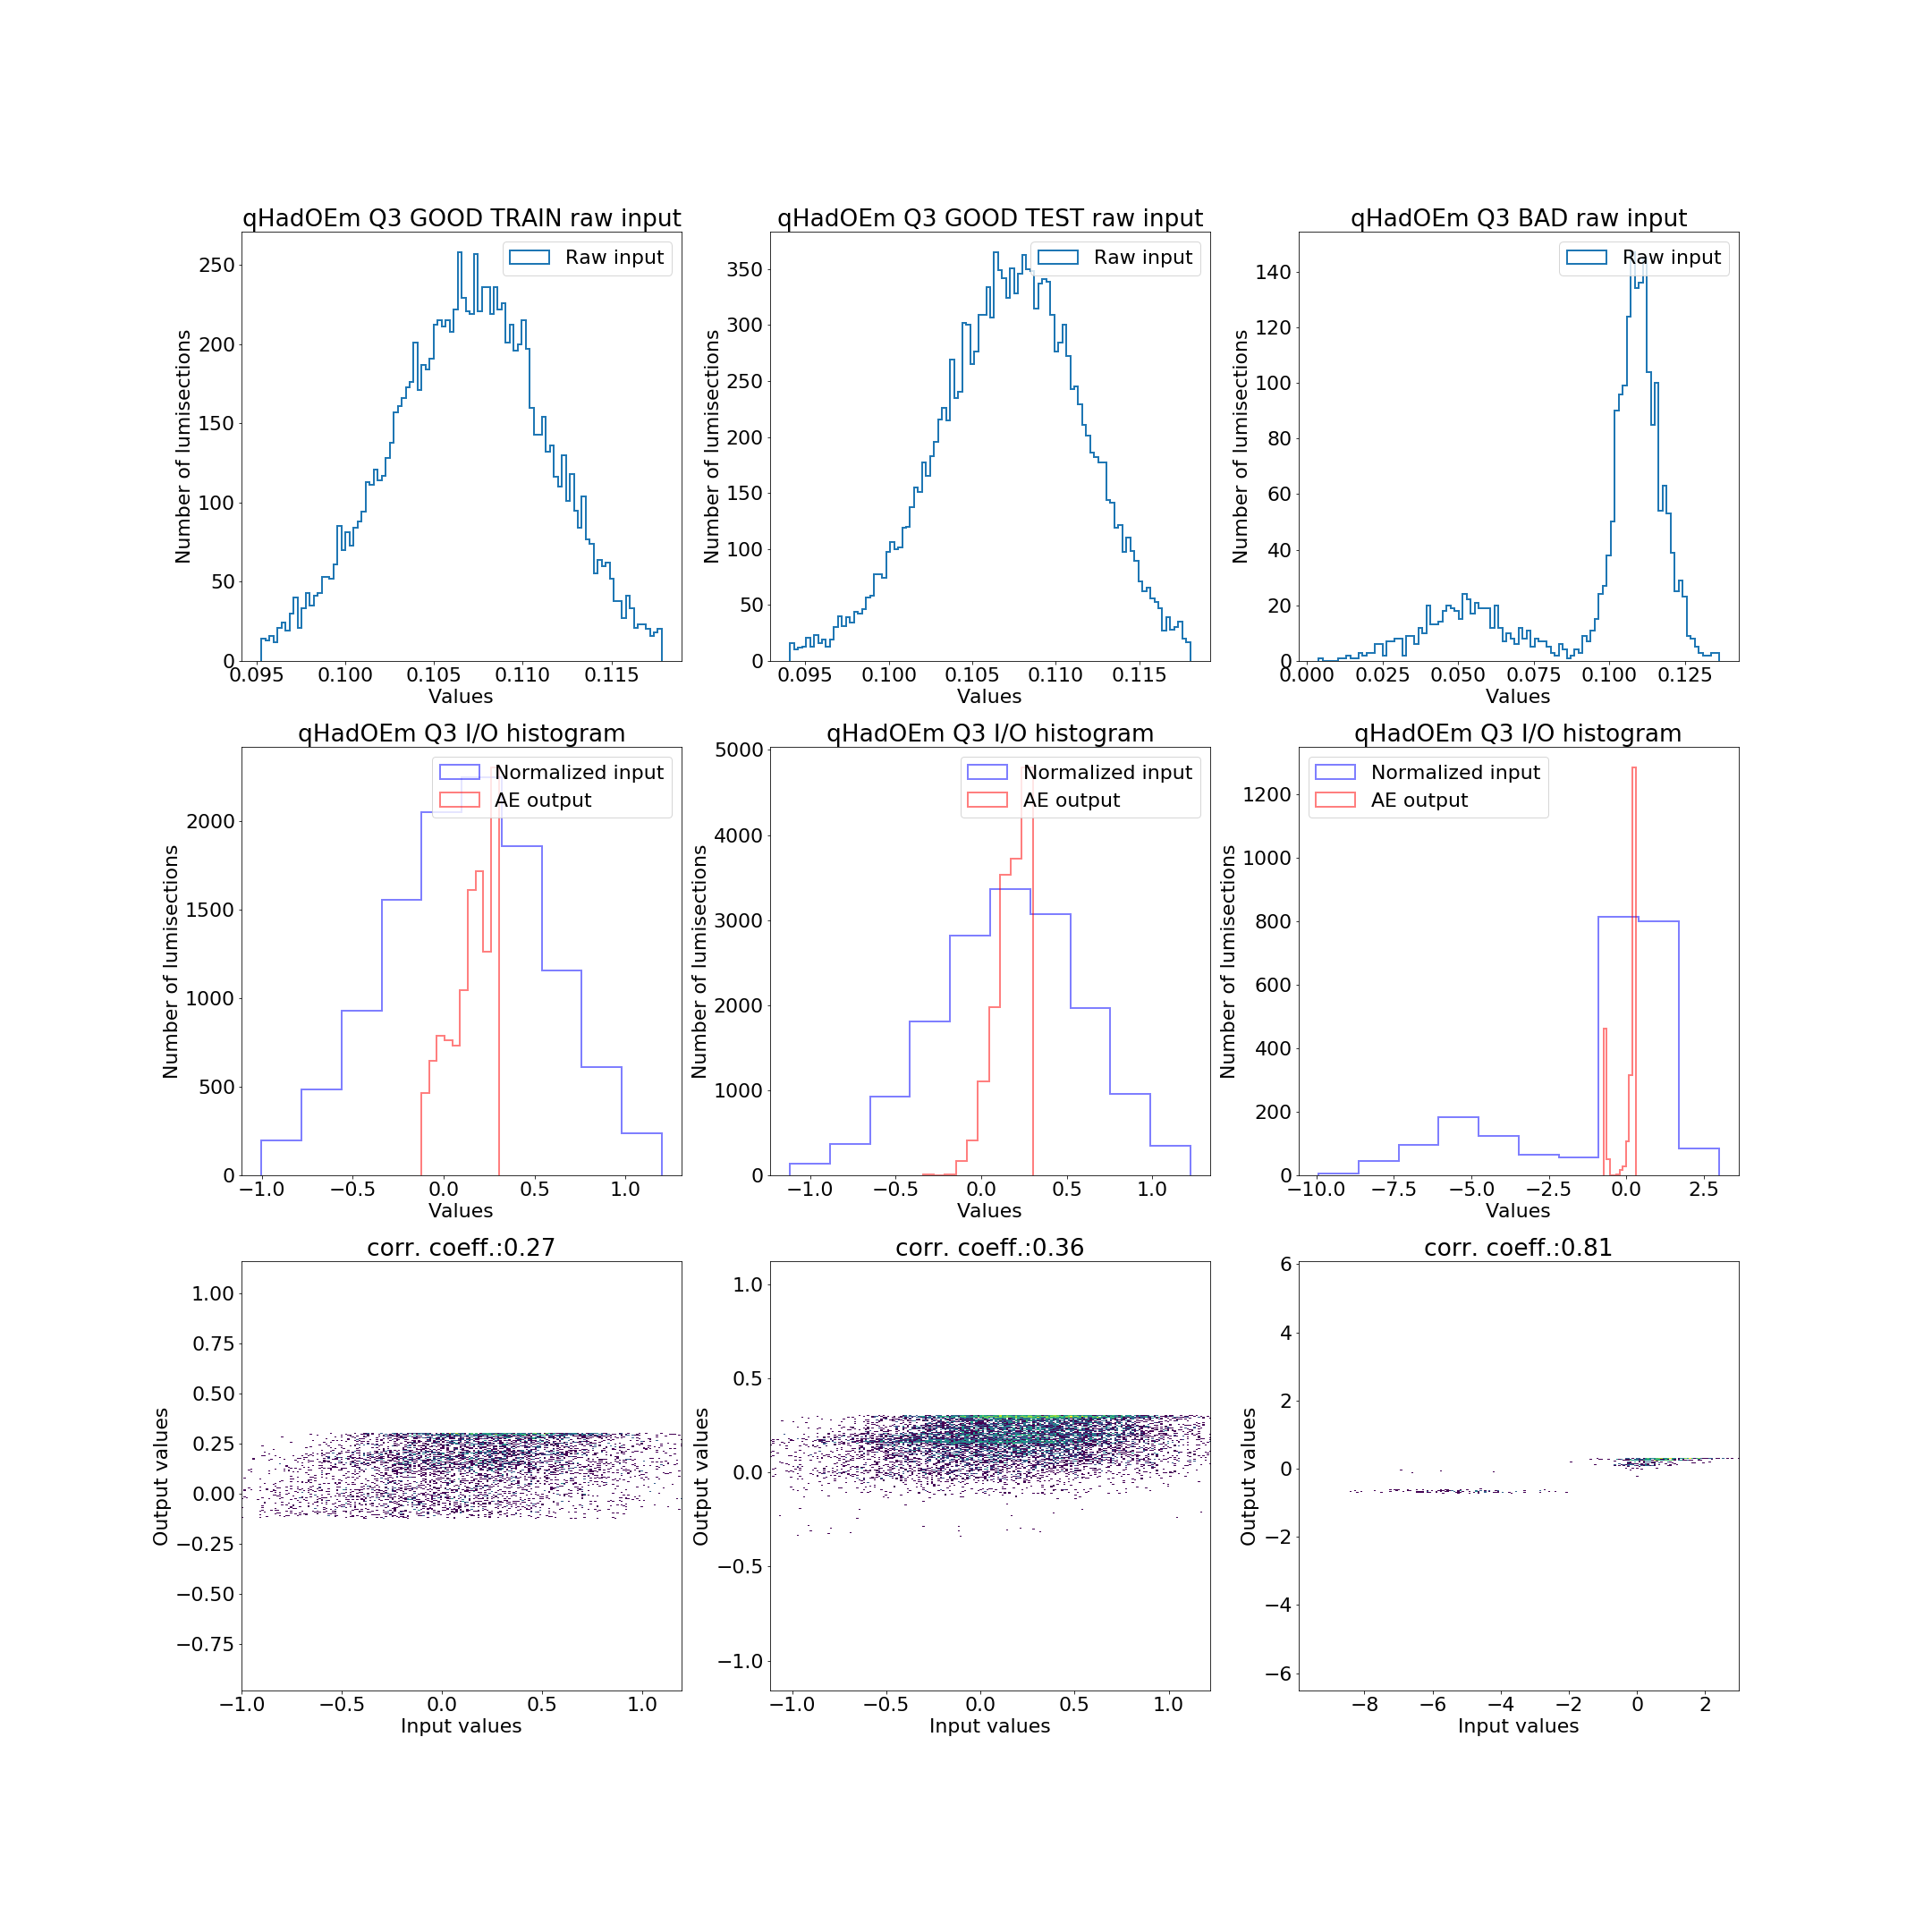 qHadOEm Q3 GOOD TRAIN raw input
Raw input
Number of lumisections
250
200
150
100
50
0
0.095 0.100 0.105 0.110 0.115
Values
qHadOEm Q3 GOOD TEST raw input
Raw input
Number of lumisections
350
300
250
200
150
100
50
0
0.095 0.100 0.105 0.110 0.115
Values
qHadOEm Q3 BAD raw input
Raw input
Number of lumisections
140
120
100
80
60
40
20
0
0.000 0.025 0.050 0.075 0.100 0.125
Values
qHadOEm Q3 I/O histogram
Normalized input
AE output
Number of lumisections
2000
1500
1000
500
0
−1.0 −0.5 0.0 0.5 1.0
Values
qHadOEm Q3 I/O histogram
Normalized input
AE output
Number of lumisections
5000
4000
3000
2000
1000
0
−1.0 −0.5 0.0 0.5 1.0
Values
qHadOEm Q3 I/O histogram
Normalized input
AE output
Number of lumisections
1200
1000
800
600
400
200
0
−10.0 −7.5 −5.0 −2.5 0.0 2.5
Values
corr. coeff.:0.27
Output values
1.00
0.75
0.50
0.25
0.00
−0.25
−0.50
−0.75
−1.0 −0.5 0.0 0.5 1.0
Input values
corr. coeff.:0.36
Output values
1.0
0.5
0.0
−0.5
−1.0
−1.0 −0.5 0.0 0.5 1.0
Input values
corr. coeff.:0.81
Output values
6
4
2
0
−2
−4
−6
−8 −6 −4 −2 0 2
Input values